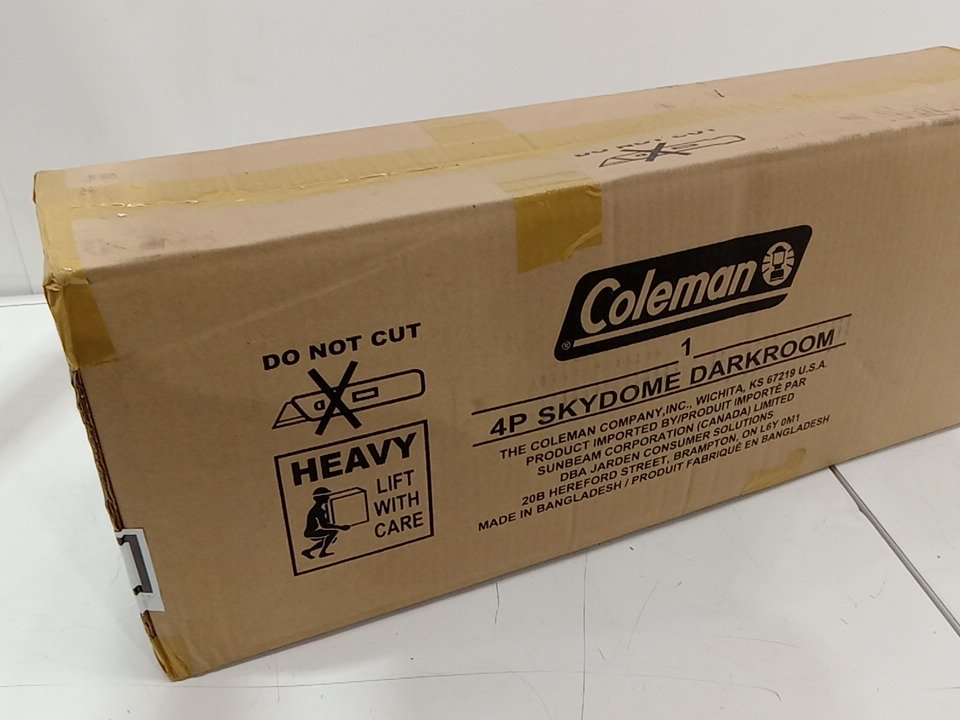 Coleman
®
1
4P SKYDOME DARKROOM
THE COLEMAN COMPANY,INC., WICHITA, KS 67219 U.S.A.
PRODUCT IMPORTED BY/PRODUIT IMPORTÉ PAR
SUNBEAM CORPORATION (CANADA) LIMITED
DBA JARDEN CONSUMER SOLUTIONS
20B HEREFORD STREET, BRAMPTON, ON L6Y 0M1
MADE IN BANGLADESH / PRODUIT FABRIQUÉ EN BANGLADESH
DO NOT CUT
HEAVY
LIFT
WITH
CARE